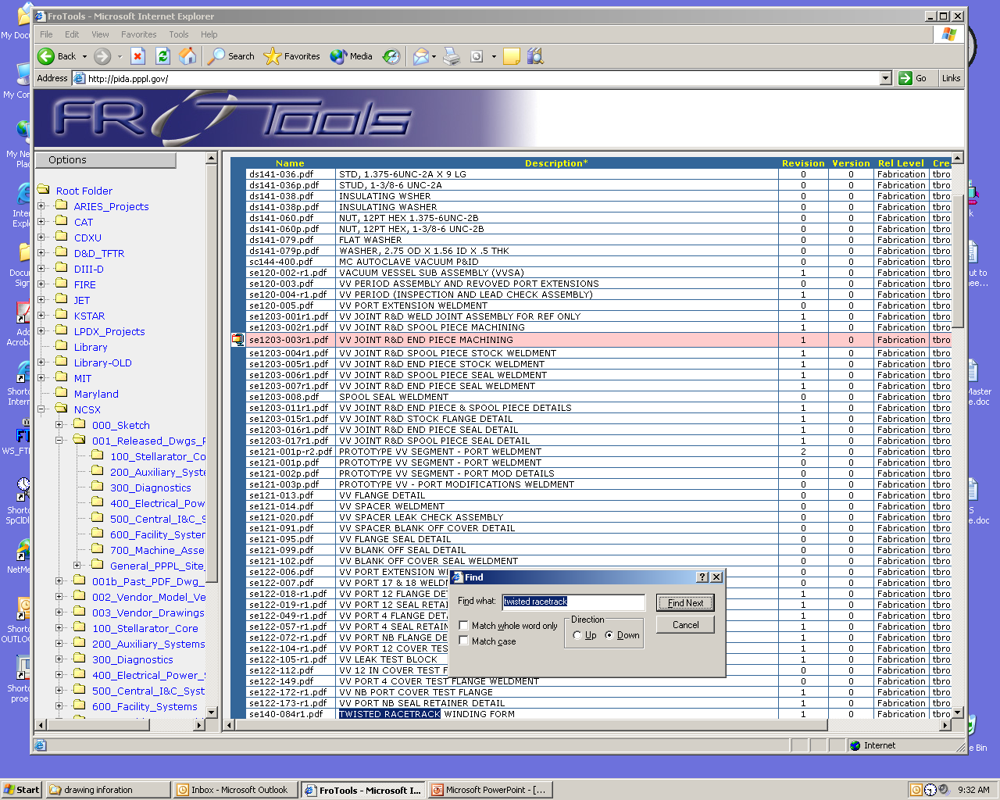 FroTools - Microsoft Internet Explorer
File Edit View Favorites Tools Help
Back Search Favorites Media
Address http://pida.pppl.gov/ Go Links
FROTools
Options
Root Folder
ARIES_Projects
CAT
CDXU
D&D_TFTR
DIII-D
FIRE
JET
KSTAR
LPDX_Projects
Library
Library-OLD
MIT
Maryland
NCSX
000_Sketch
001_Released_Dwgs_F
100_Stellarator_Co
200_Auxiliary_Syste
300_Diagnostics
400_Electrical_Pow
500_Central_I&C_S
600_Facility_System
700_Machine_Asse
General_PPPL_Site_
001b_Past_PDF_Dwg_
002_Vendor_Model_Ve
003_Vendor_Drawings
100_Stellarator_Core
200_Auxiliary_Systems
300_Diagnostics
400_Electrical_Power_S
500_Central_I&C_Syst
600_Facility_Systems
Name Description* Revision Version Rel Level Cre
ds141-036.pdf STD, 1.375-6UNC-2A X 9 LG 0 0 Fabrication tbro
ds141-036p.pdf STUD, 1-3/8-6 UNC-2A 0 0 Fabrication tbro
ds141-038.pdf INSULATING WSHER 0 0 Fabrication tbro
ds141-038p.pdf INSULATING WASHER 0 0 Fabrication tbro
ds141-060.pdf NUT, 12PT HEX 1.375-6UNC-2B 0 0 Fabrication tbro
ds141-060p.pdf NUT, 12PT HEX, 1-3/8-6 UNC-2B 0 0 Fabrication tbro
ds141-079.pdf FLAT WASHER 0 0 Fabrication tbro
ds141-079p.pdf WASHER, 2.75 OD X 1.56 ID X .5 THK 0 0 Fabrication tbro
sc144-400.pdf MC AUTOCLAVE VACUUM P&ID 0 0 Fabrication tbro
se120-002-r1.pdf VACUUM VESSEL SUB ASSEMBLY (VVSA) 1 0 Fabrication tbro
se120-003.pdf VV PERIOD ASSEMBLY AND REVOVED PORT EXTENSIONS 0 0 Fabrication tbro
se120-004-r1.pdf VV PERIOD (INSPECTION AND LEAD CHECK ASSEMBLY) 1 0 Fabrication tbro
se120-005.pdf VV PORT EXTENSION WELDMENT 0 0 Fabrication tbro
se1203-001r1.pdf VV JOINT R&D WELD JOINT ASSEMBLY FOR REF ONLY 1 0 Fabrication tbro
se1203-002r1.pdf VV JOINT R&D SPOOL PIECE MACHINING 1 0 Fabrication tbro
se1203-003r1.pdf VV JOINT R&D END PIECE MACHINING 1 0 Fabrication tbro
se1203-004r1.pdf VV JOINT R&D SPOOL PIECE STOCK WELDMENT 1 0 Fabrication tbro
se1203-005r1.pdf VV JOINT R&D END PIECE STOCK WELDMENT 1 0 Fabrication tbro
se1203-006r1.pdf VV JOINT R&D SPOOL PIECE SEAL WELDMENT 1 0 Fabrication tbro
se1203-007r1.pdf VV JOINT R&D END PIECE SEAL WELDMENT 1 0 Fabrication tbro
se1203-008.pdf SPOOL SEAL WELDMENT 0 0 Fabrication tbro
se1203-011r1.pdf VV JOINT R&D END PIECE & SPOOL PIECE DETAILS 1 0 Fabrication tbro
se1203-015r1.pdf VV JOINT R&D STOCK FLANGE DETAIL 1 0 Fabrication tbro
se1203-016r1.pdf VV JOINT R&D END PIECE SEAL DETAIL 1 0 Fabrication tbro
se1203-017r1.pdf VV JOINT R&D SPOOL PIECE SEAL DETAIL 1 0 Fabrication tbro
se121-001p-r2.pdf PROTOTYPE VV SEGMENT - PORT WELDMENT 2 0 Fabrication tbro
se121-001p.pdf PROTOTYPE VV SEGMENT - PORT WELDMENT 0 0 Fabrication tbro
se121-002p.pdf PROTOTYPE VV SEGMENT - PORT MOD DETAILS 0 0 Fabrication tbro
se121-003p.pdf PROTOTYPE VV - PORT MODIFICATIONS WELDMENT 0 0 Fabrication tbro
se121-013.pdf VV FLANGE DETAIL 0 0 Fabrication tbro
se121-014.pdf VV SPACER WELDMENT 0 0 Fabrication tbro
se121-020.pdf VV SPACER LEAK CHECK ASSEMBLY 0 0 Fabrication tbro
se121-091.pdf VV SPACER BLANK OFF COVER DETAIL 0 0 Fabrication tbro
se121-095.pdf VV FLANGE SEAL DETAIL 0 0 Fabrication tbro
se121-099.pdf VV BLANK OFF SEAL DETAIL 0 0 Fabrication tbro
se121-102.pdf VV BLANK OFF COVER SEAL WELDMENT 0 0 Fabrication tbro
se122-006.pdf VV PORT EXTENSION W 0 0 Fabrication tbro
se122-007.pdf VV PORT 17 & 18 WELD 0 0 Fabrication tbro
se122-018-r1.pdf VV PORT 12 FLANGE DE 1 0 Fabrication tbro
se122-019-r1.pdf VV PORT 12 SEAL RETA 1 0 Fabrication tbro
se122-049-r1.pdf VV PORT 4 FLANGE DET 1 0 Fabrication tbro
se122-057-r1.pdf VV PORT 4 SEAL RETAIN 1 0 Fabrication tbro
se122-072-r1.pdf VV PORT NB FLANGE DE 1 0 Fabrication tbro
se122-104-r1.pdf VV PORT 12 COVER TES 1 0 Fabrication tbro
se122-105-r1.pdf VV LEAK TEST BLOCK 1 0 Fabrication tbro
se122-112.pdf VV 12 IN COVER TEST F 0 0 Fabrication tbro
se122-149.pdf VV PORT 4 COVER TEST FLANGE WELDMENT 0 0 Fabrication tbro
se122-172-r1.pdf VV NB PORT COVER TEST FLANGE 1 0 Fabrication tbro
se122-173-r1.pdf VV PORT NB SEAL RETAINER DETAIL 1 0 Fabrication tbro
se140-084r1.pdf TWISTED RACETRACK WINDING FORM 1 0 Fabrication tbro
Find
Find what: twisted racetrack Find Next
Match whole word only
Match case
Direction
Up Down
Cancel
Internet
My Docu
My Con
My Ne
Plac
Inter
Explo
Docum
Sign
Ado
Acroba
Shorto
Intern
WS_FT
SpClDl
NetMe
Shorto
OUTLOO
Shorto
proe
k
ut to
nee...
Master
e.doc
S
e.doc
e Bin
Start drawing inforation Inbox - Microsoft Outlook FroTools - Microsoft I... Microsoft PowerPoint - [... 9:32 AM